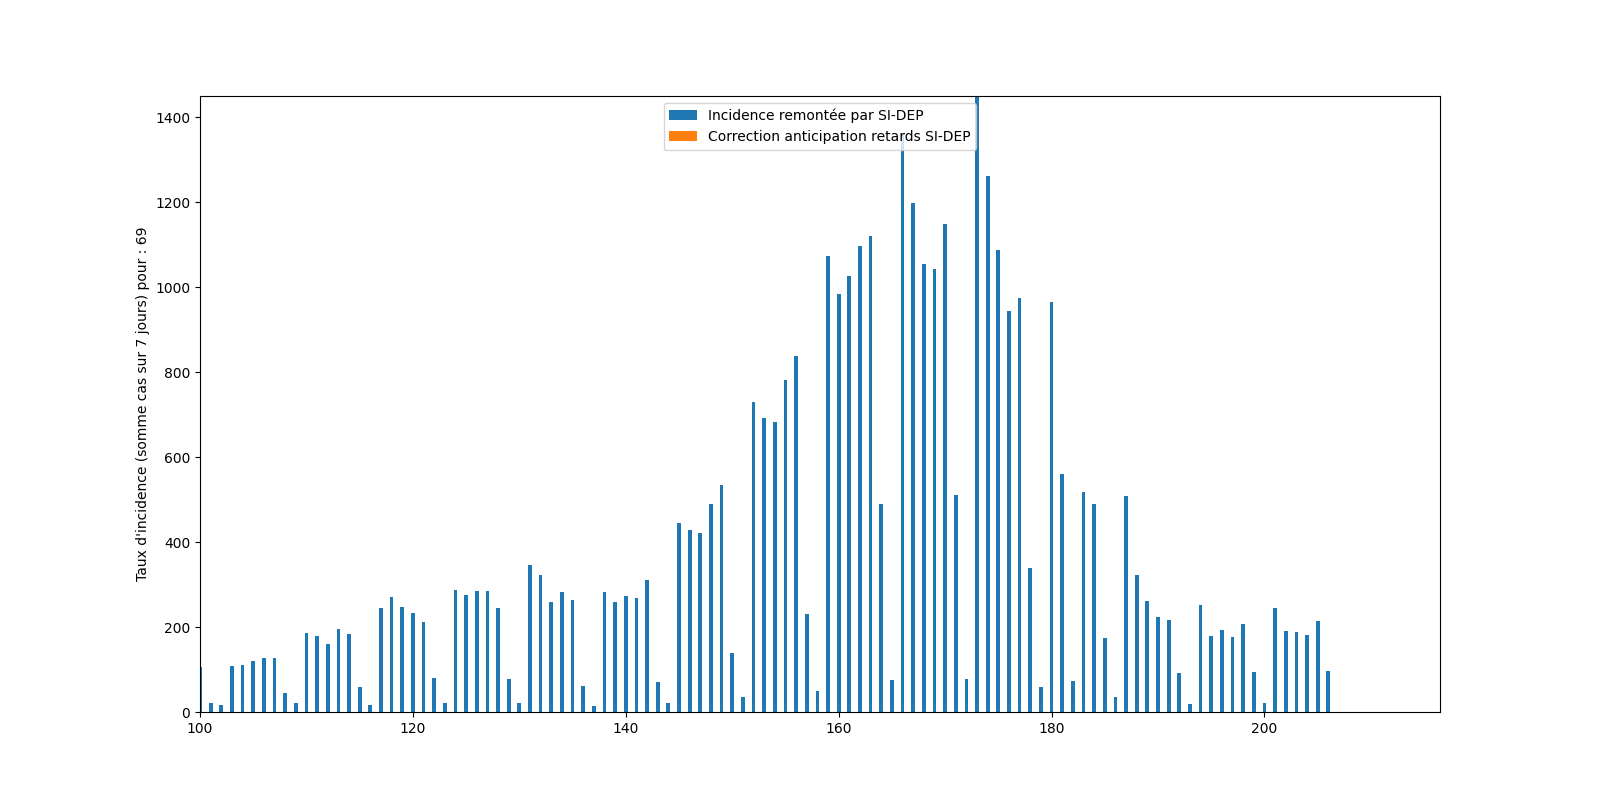 Incidence remontée par SI-DEP
Correction anticipation retards SI-DEP
Taux d'incidence (somme cas sur 7 jours) pour : 69
1400
1200
1000
800
600
400
200
0
100 120 140 160 180 200